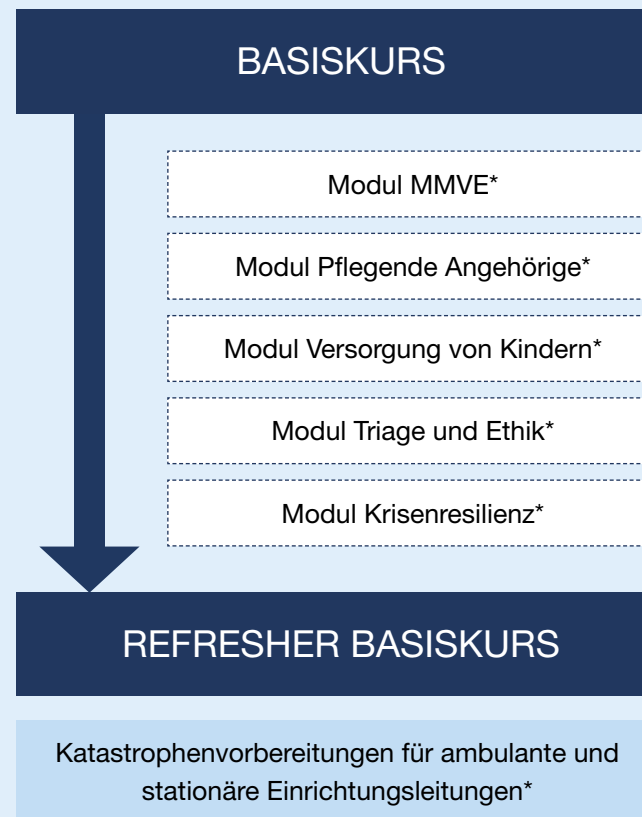 BASISKURS
Modul MMVE*
Modul Pflegende Angehörige*
Modul Versorgung von Kindern*
Modul Triage und Ethik*
Modul Krisenresilienz*
REFRESHER BASISKURS
Katastrophenvorbereitungen für ambulante und
stationäre Einrichtungsleitungen*